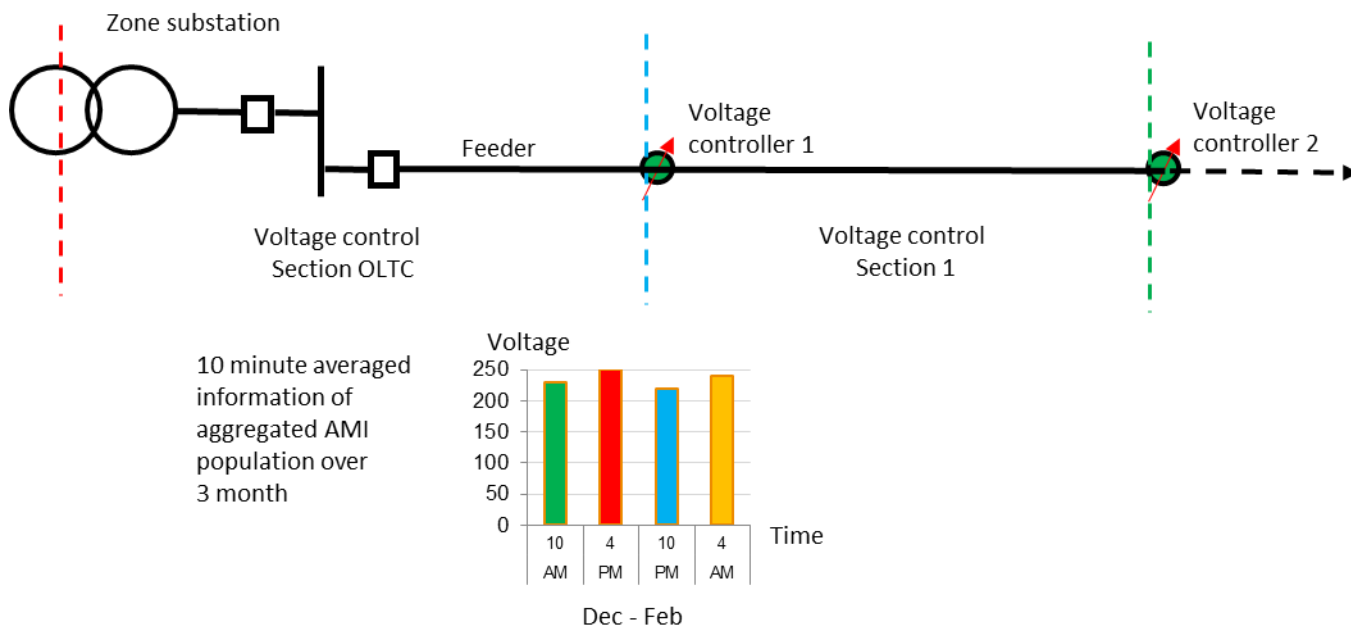 Zone substation
Voltage
controller 1
Voltage
controller 2
Feeder
Voltage control
Section OLTC
Voltage control
Section 1
10 minute averaged
information of
aggregated AMI
population over
3 month
Voltage
250
200
150
100
50
0
10 4 10 4
AM PM PM AM
Time
Dec - Feb